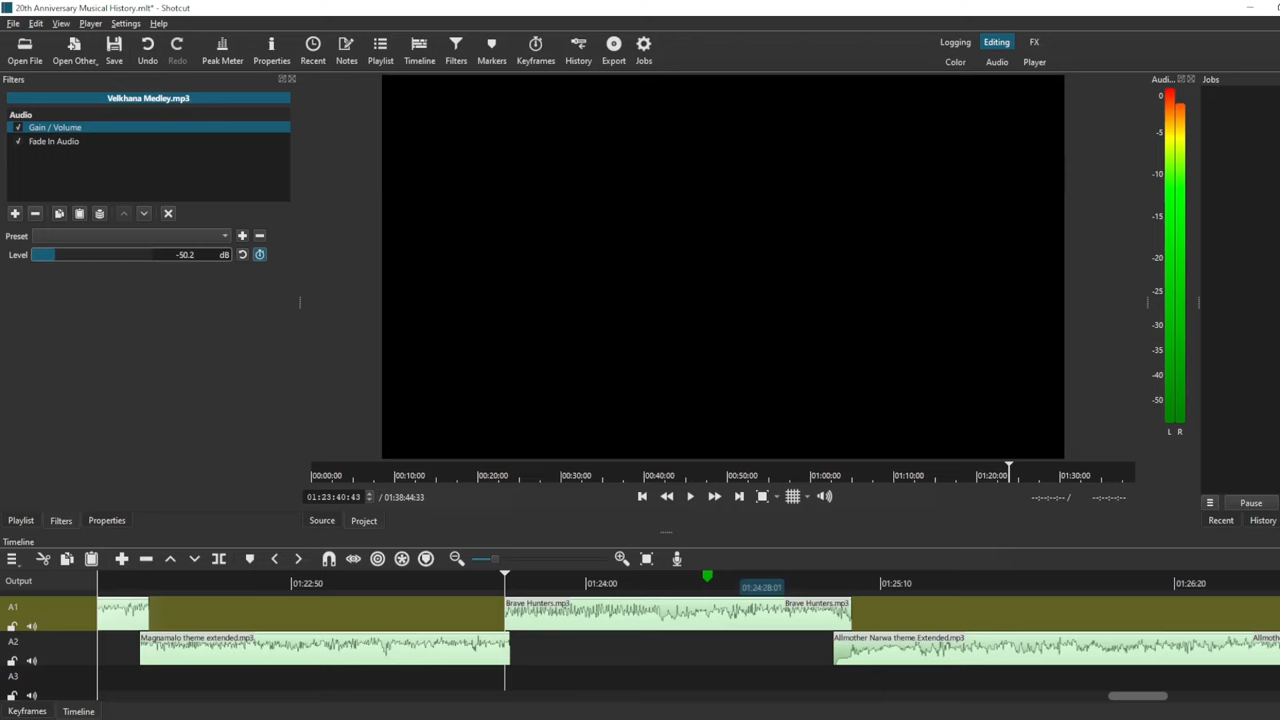 20th Anniversary Musical History.mlt* - Shotcut
File Edit View Player Settings Help
Open File Open Other.. Save Undo Redo Peak Meter Properties Recent Notes Playlist Timeline Filters Markers Keyframes History Export Jobs
Logging Editing FX
Color Audio Player
Filters
Velkhana Medley.mp3
Audio
Gain / Volume
Fade In Audio
Preset
Level -50.2 dB
Audi...
0
-5
-10
-15
-20
-25
-30
-35
-40
-50
L R
Jobs
00:00:00 00:10:00 00:20:00 00:30:00 00:40:00 00:50:00 01:00:00 01:10:00 01:20:00 01:30:00
01:23:40:43 / 01:38:44:33
--:--:--:-- / --:--:--:--
Pause
Playlist Filters Properties
Source Project
Recent History
Timeline
Output
01:22:50 01:24:00 01:24:28:01 01:25:10 01:26:20
A1
Brave Hunters.mp3 Brave Hunters.mp3
A2
Magnamalo theme extended.mp3 Allmother Narwa theme Extended.mp3 Allmothe
A3
Keyframes Timeline